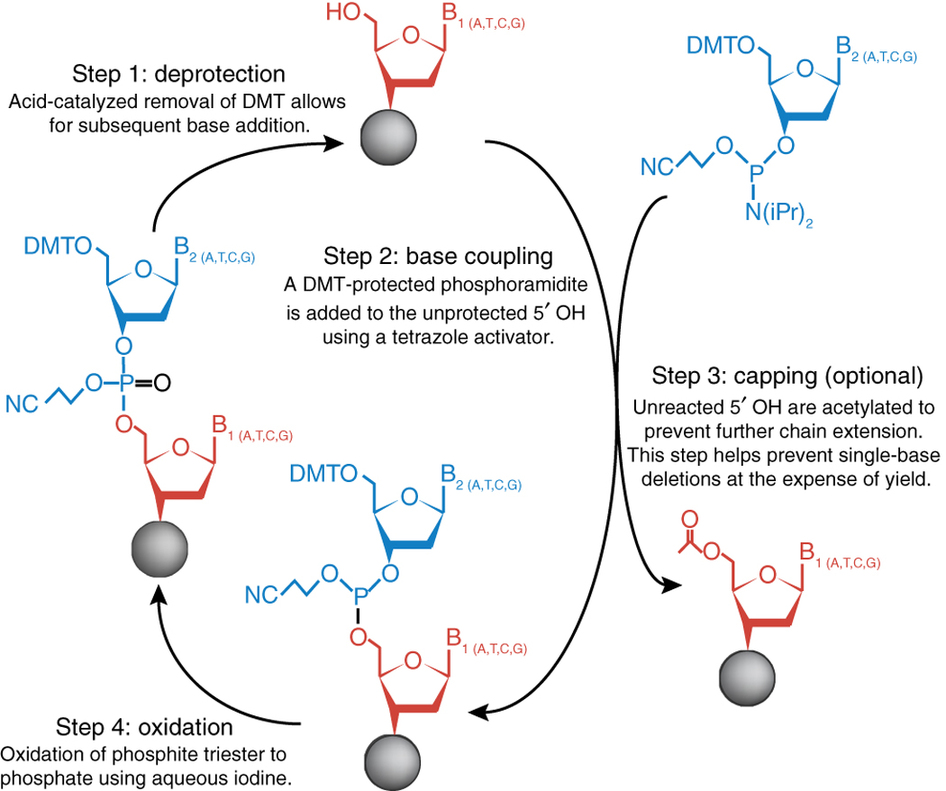 HO
B1 (A,T,C,G)
O
Step 1: deprotection
Acid-catalyzed removal of DMT allows
for subsequent base addition.
DMTO
B2 (A,T,C,G)
O
O
O
NC
P
N(iPr)2
Step 2: base coupling
A DMT-protected phosphoramidite
is added to the unprotected 5′ OH
using a tetrazole activator.
DMTO
B2 (A,T,C,G)
O
O
O
P
O
NC
O
B1 (A,T,C,G)
O
Step 3: capping (optional)
Unreacted 5′ OH are acetylated to
prevent further chain extension.
This step helps prevent single-base
deletions at the expense of yield.
DMTO
B2 (A,T,C,G)
O
O
O
NC
P
O
B1 (A,T,C,G)
O
O
O
B1 (A,T,C,G)
O
Step 4: oxidation
Oxidation of phosphite triester to
phosphate using aqueous iodine.